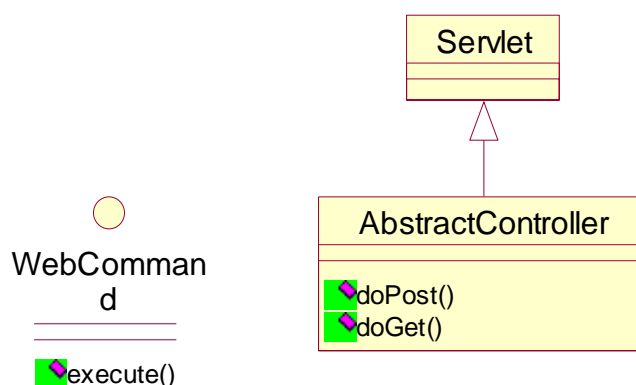 Servlet
AbstractController
doPost()
doGet()
WebComman
d
execute()